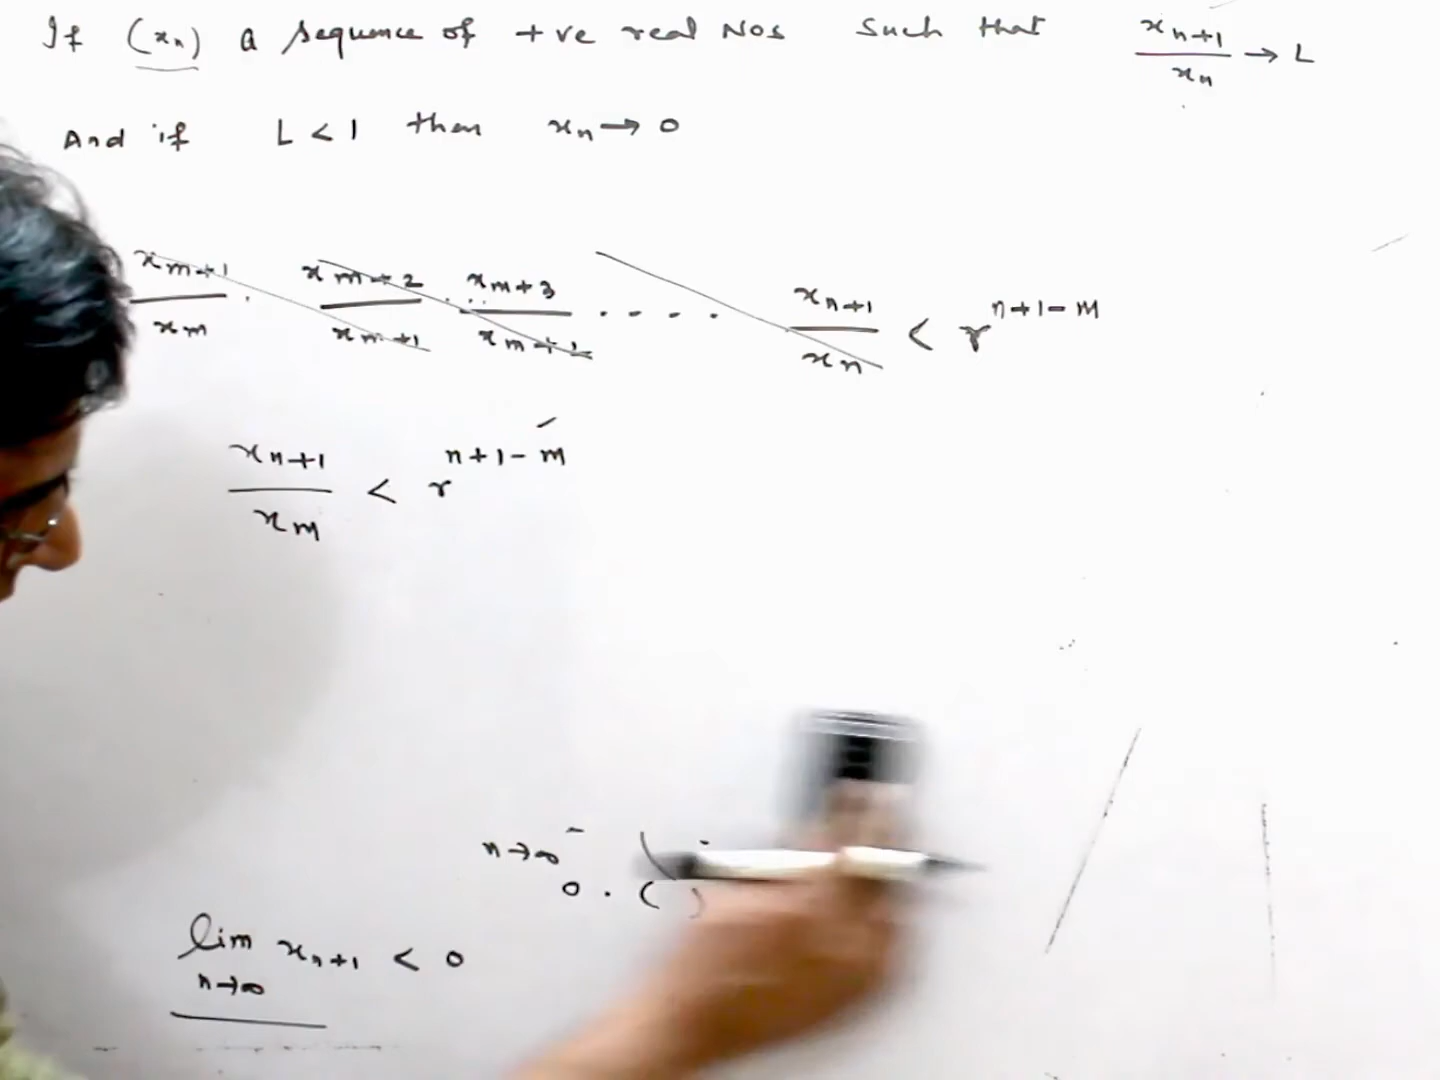 If (xₙ) a sequence of +ve real Nos such that xₙ₊₁/xₙ → L
And if L < 1 then xₙ → 0
xₘ₊₁/xₘ · xₘ₊₂/xₘ₊₁ · xₘ₊₃/xₘ₊₂ · · · · xₙ₊₁/xₙ < r^(n+1-m)
xₙ₊₁/xₘ < r^(n+1-m)
n→∞
0 · ( )
lim n→∞ xₙ₊₁ < 0